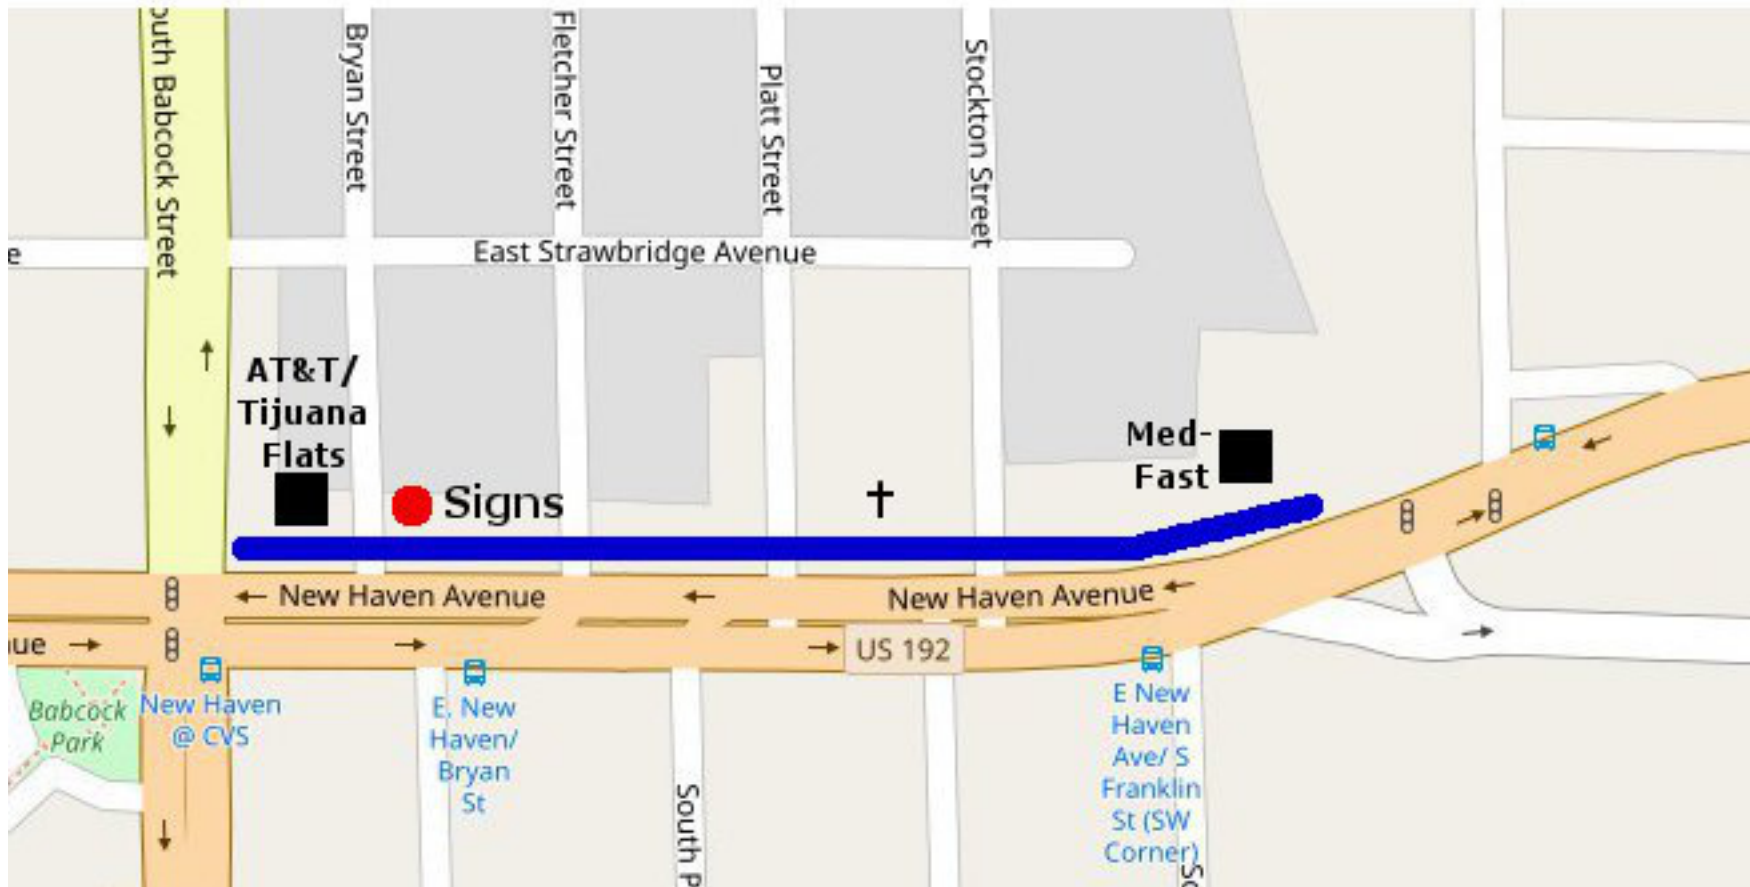 outh Babcock Street
Bryan Street
Fletcher Street
Platt Street
Stockton Street
e
East Strawbridge Avenue
AT&T/
Tijuana
Flats
Signs
Med-
Fast
New Haven Avenue
New Haven Avenue
nue
US 192
Babcock
Park
New Haven
@ CVS
E. New
Haven/
Bryan
St
E New
Haven
Ave/ S
Franklin
St (SW
Corner)
South P
So